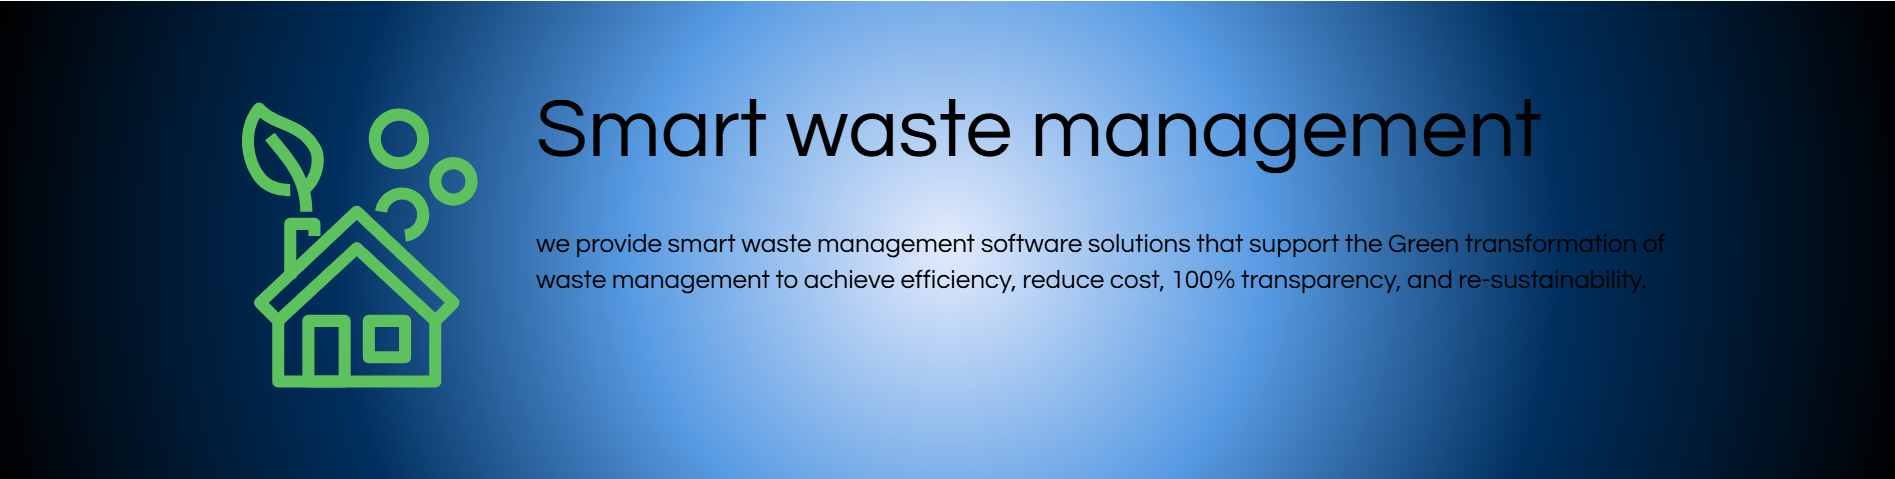 Smart waste management
we provide smart waste management software solutions that support the Green transformation of
waste management to achieve efficiency, reduce cost, 100% transparency, and re-sustainability.